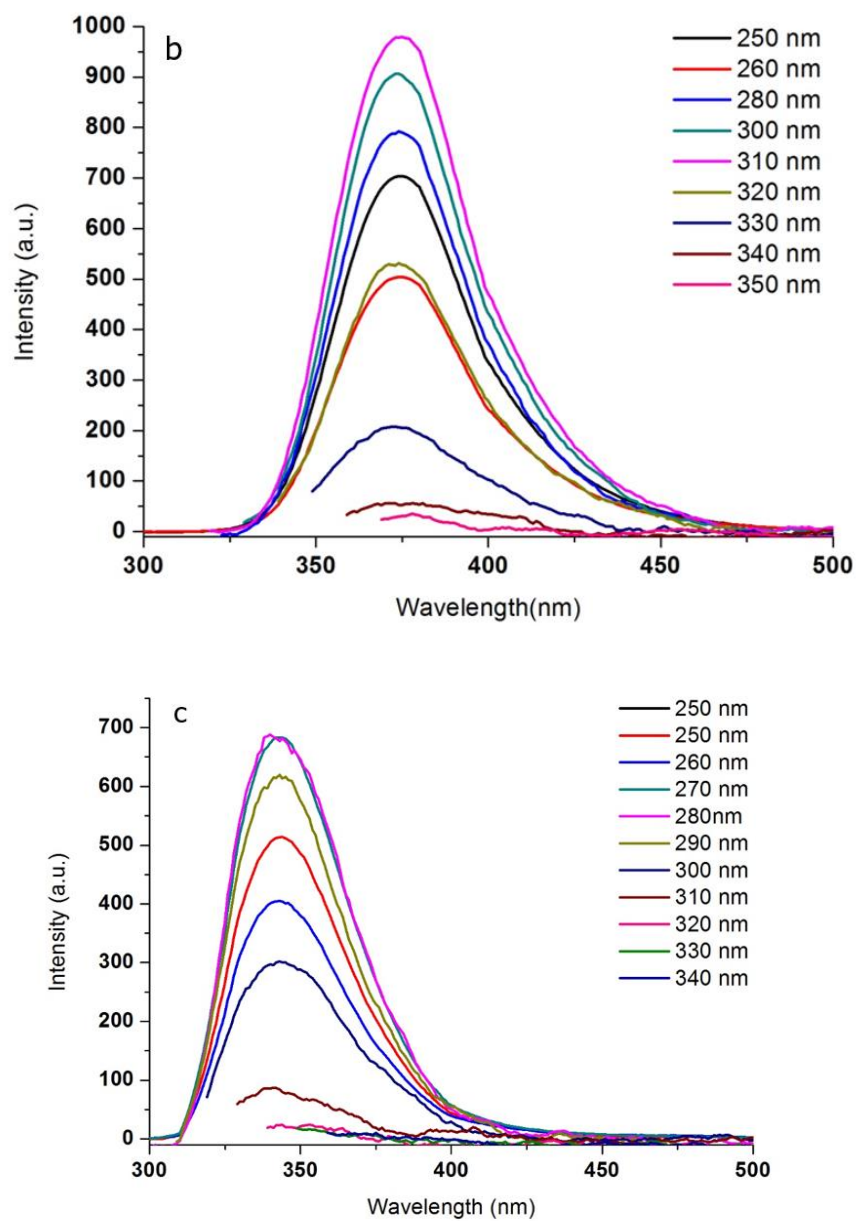 b
1000
900
800
700
600
500
400
300
200
100
0
Intensity (a.u.)
250 nm
260 nm
280 nm
300 nm
310 nm
320 nm
330 nm
340 nm
350 nm
300 350 400 450 500
Wavelength(nm)
c
700
600
500
400
300
200
100
0
Intensity (a.u.)
250 nm
250 nm
260 nm
270 nm
280nm
290 nm
300 nm
310 nm
320 nm
330 nm
340 nm
300 350 400 450 500
Wavelength (nm)